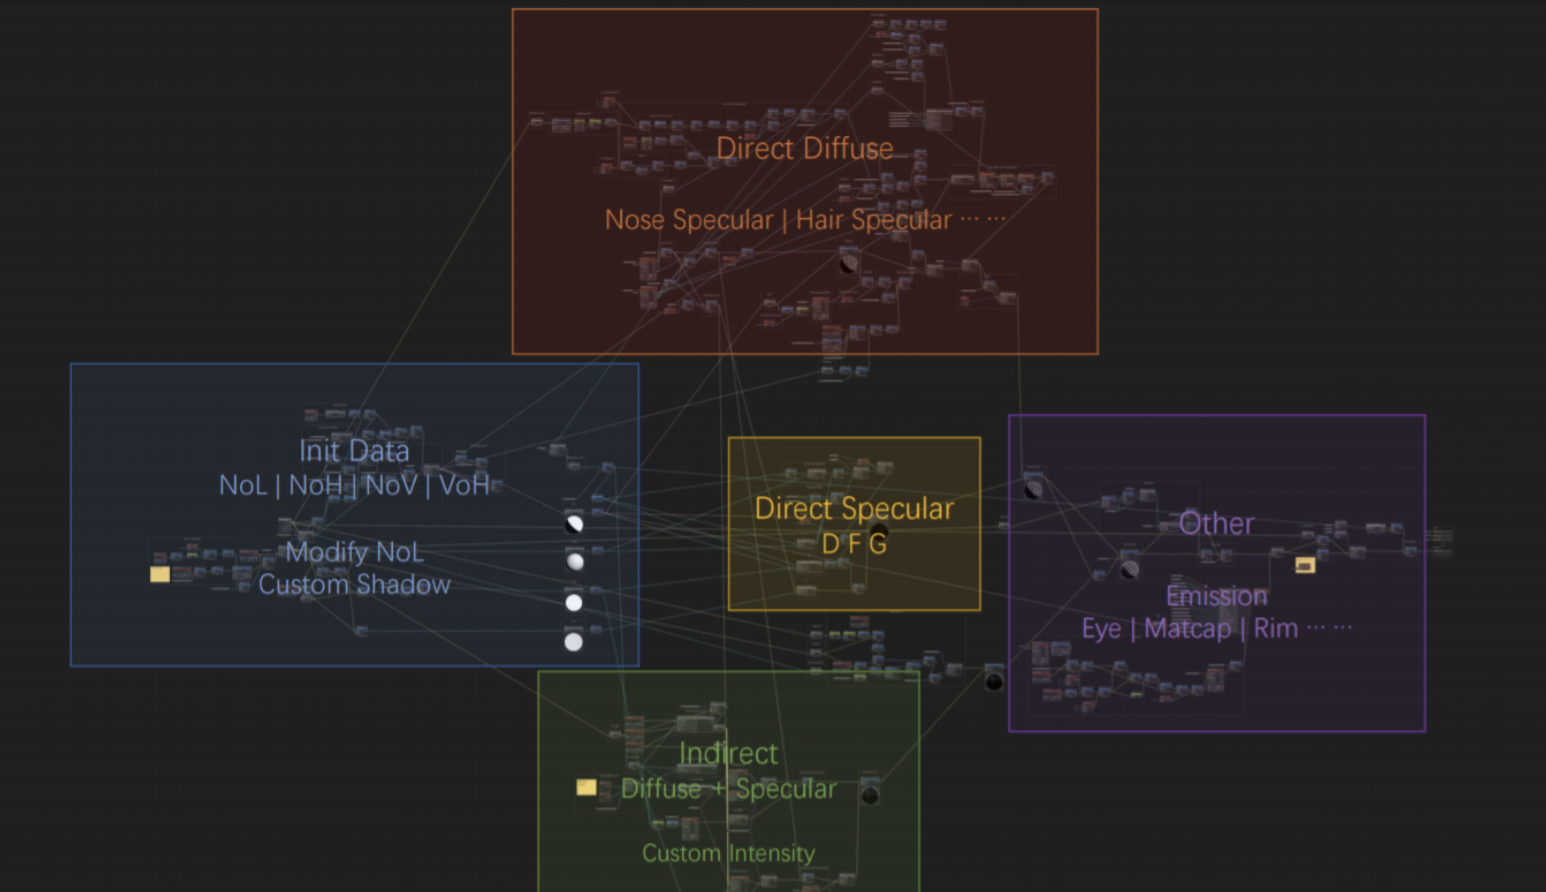 Direct Diffuse
Nose Specular | Hair Specular ··· ···
Init Data
NoL | NoH | NoV | VoH
Modify NoL
Custom Shadow
Direct Specular
D F G
Other
Emission
Eye | Matcap | Rim ··· ···
Indirect
Diffuse + Specular
Custom Intensity